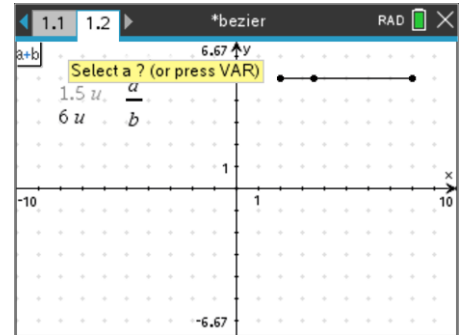 1.1 1.2 *bezier RAD
a+b
6.67 y
Select a ? (or press VAR)
1.5 u a
6 u b
1
x
-10 1 10
-6.67